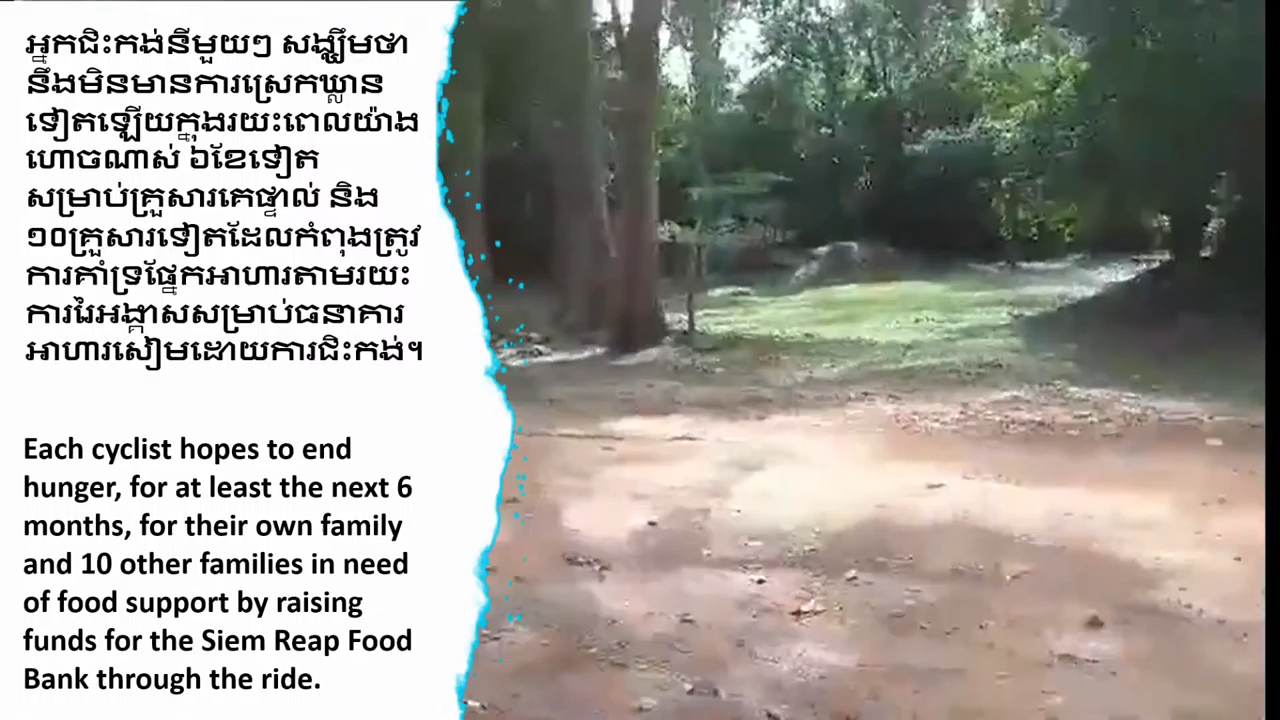 អ្នកជិះកង់នីមួយៗ សង្ឃឹមថា
នឹងមិនមានការស្រេកឃ្លាន
ទៀតឡើយក្នុងរយះពេលយ៉ាង
ហោចណាស់ ៦ខែទៀត
សម្រាប់គ្រួសារគេផ្ទាល់ និង
១០គ្រួសារទៀតដែលកំពុងត្រូវ
ការគាំទ្រផ្នែកអាហារតាមរយះ
ការរៃអង្គាសសម្រាប់ធនាគារ
អាហារសៀមដោយការជិះកង់។
Each cyclist hopes to end
hunger, for at least the next 6
months, for their own family
and 10 other families in need
of food support by raising
funds for the Siem Reap Food
Bank through the ride.